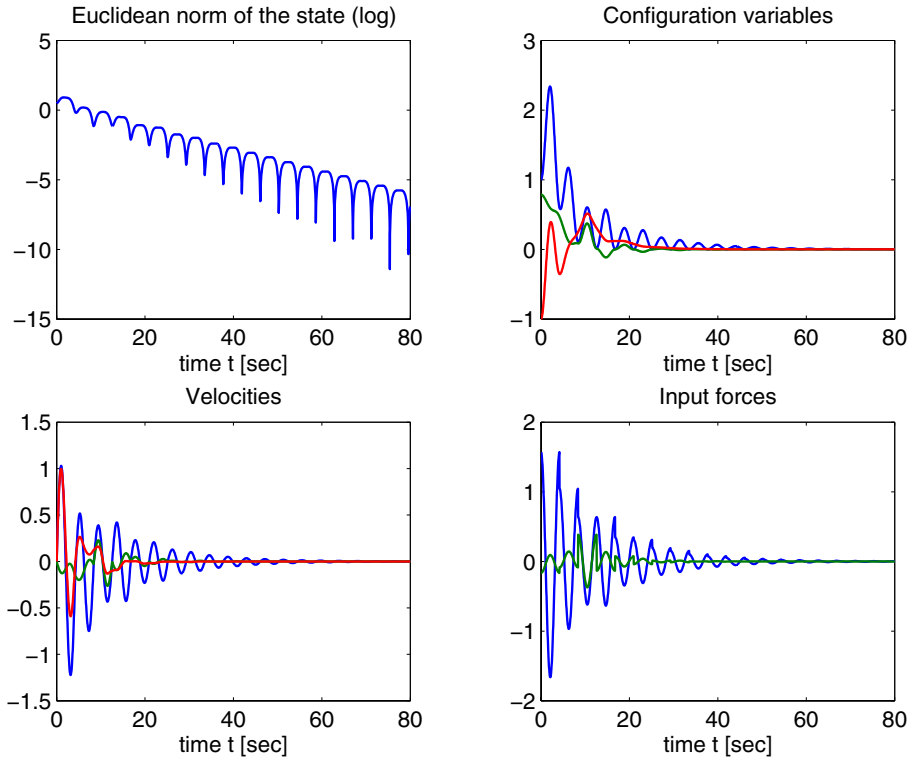 Euclidean norm of the state (log)
5
0
−5
−10
−15
0 20 40 60 80
time t [sec]
Configuration variables
3
2
1
0
−1
0 20 40 60 80
time t [sec]
Velocities
1.5
1
0.5
0
−0.5
−1
−1.5
0 20 40 60 80
time t [sec]
Input forces
2
1
0
−1
−2
0 20 40 60 80
time t [sec]